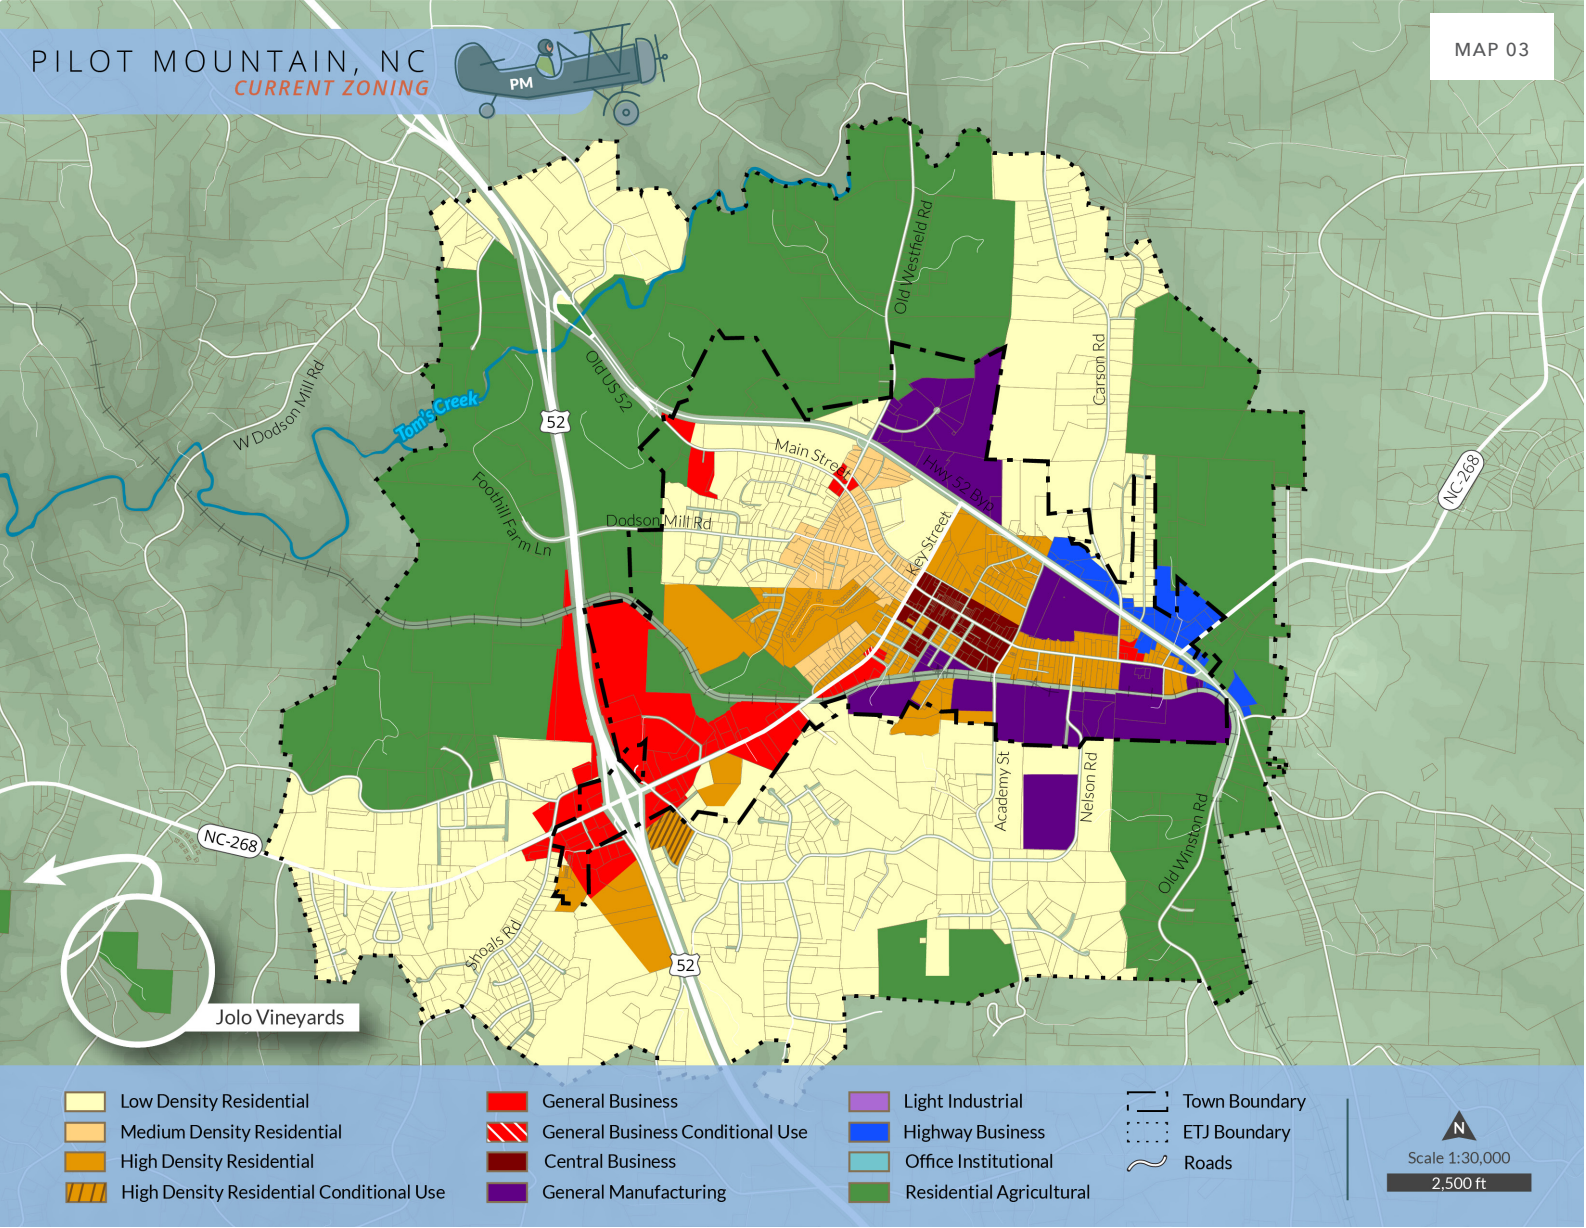 PILOT MOUNTAIN, NC
CURRENT ZONING
PM
MAP 03
Old Westfield Rd
Carson Rd
Old US 52
W Dodson Mill Rd
Tom's Creek
52
Main Street
Hwy 52 Byp
NC-268
Foothill Farm Ln
Dodson Mill Rd
Key Street
Academy St
Nelson Rd
Old Winston Rd
NC-268
Shoals Rd
52
Jolo Vineyards
Low Density Residential
Medium Density Residential
High Density Residential
High Density Residential Conditional Use
General Business
General Business Conditional Use
Central Business
General Manufacturing
Light Industrial
Highway Business
Office Institutional
Residential Agricultural
Town Boundary
ETJ Boundary
Roads
N
Scale 1:30,000
2,500 ft